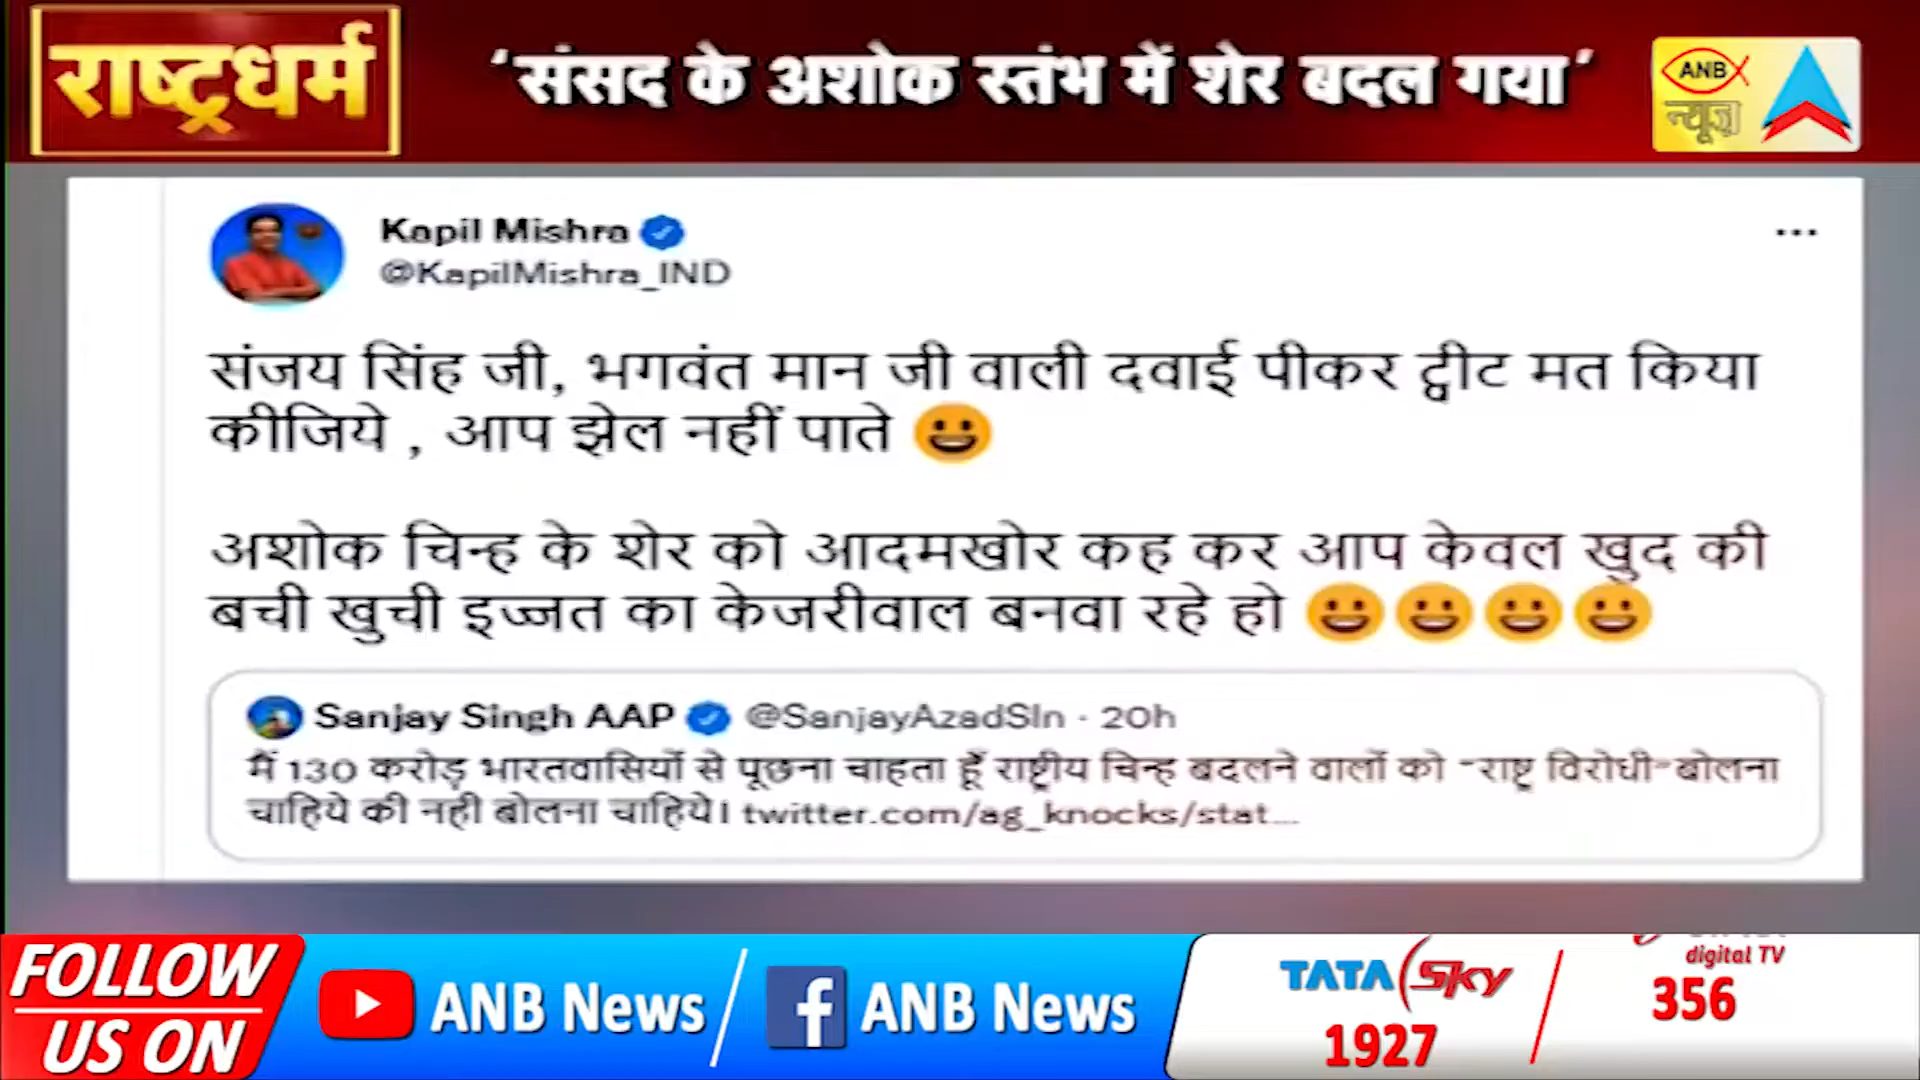 राष्ट्रधर्म
‘संसद के अशोक स्तंभ में शेर बदल गया’
ANB
न्यूज़
Kapil Mishra
@KapilMishra_IND
संजय सिंह जी, भगवंत मान जी वाली दवाई पीकर ट्वीट मत किया
कीजिये , आप झेल नहीं पाते 😀
अशोक चिन्ह के शेर को आदमखोर कह कर आप केवल खुद की
बची खुची इज्जत का केजरीवाल बनवा रहे हो 😀😀😀😀
Sanjay Singh AAP @SanjayAzadSln · 20h
मैं 130 करोड़ भारतवासियों से पूछना चाहता हूँ राष्ट्रीय चिन्ह बदलने वालों को "राष्ट्र विरोधी" बोलना
चाहिये की नही बोलना चाहिये। twitter.com/ag_knocks/stat...
FOLLOW
US ON
ANB News
ANB News
TATA Sky
1927
digital TV
356